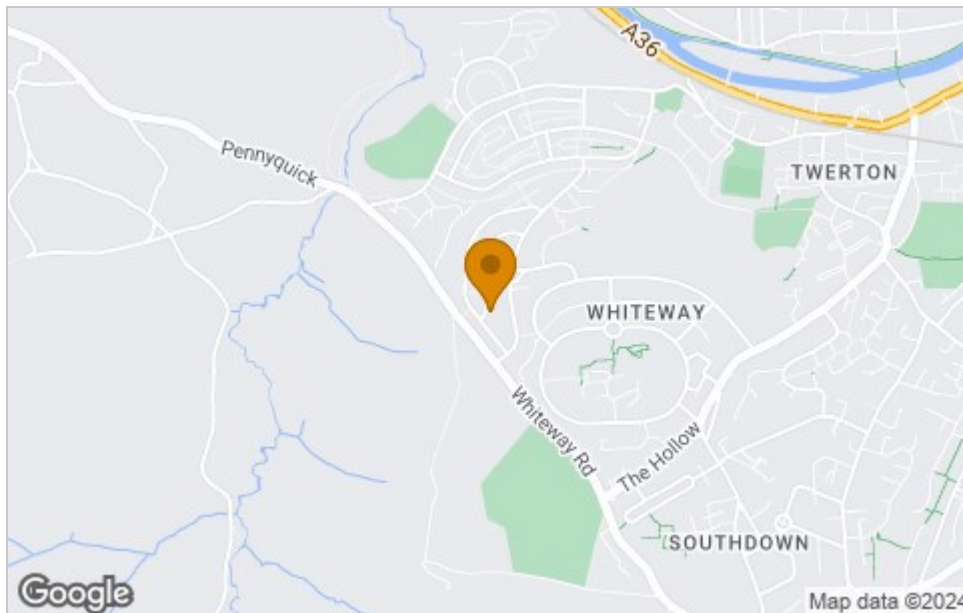 A36
Pennyquick
TWERTON
WHITEWAY
Whiteway Rd
The Hollow
SOUTHDOWN
Google
Map data ©2024